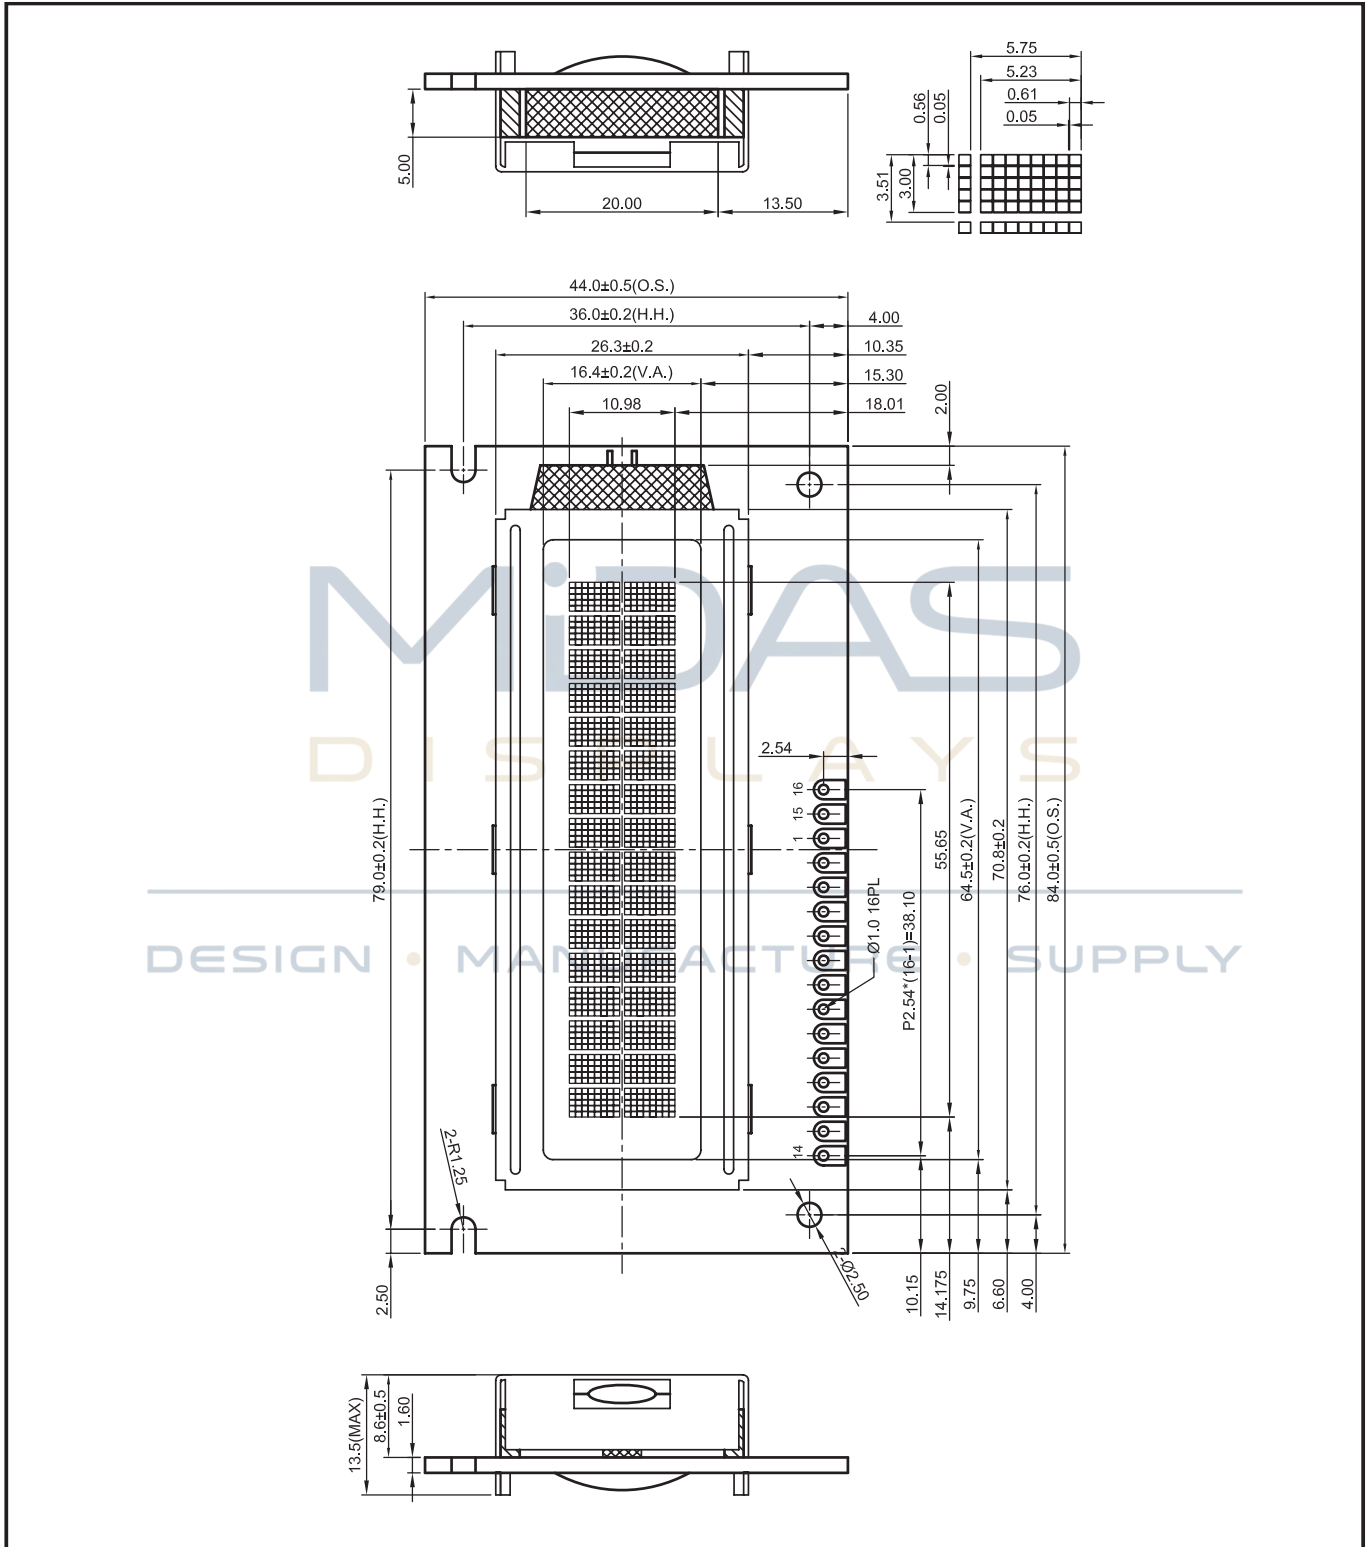 5.75
5.23
0.61
0.05
0.56
0.05
3.51
3.00
5.00
20.00
13.50
44.0±0.5(O.S.)
36.0±0.2(H.H.)
4.00
26.3±0.2
10.35
16.4±0.2(V.A.)
15.30
10.98
18.01
2.00
MiDAS
DISPLAYS
2.54
16
15
1
14
79.0±0.2(H.H.)
Ø1.0 16PL
P2.54*(16-1)=38.10
55.65
64.5±0.2(V.A.)
70.8±0.2
76.0±0.2(H.H.)
84.0±0.5(O.S.)
DESIGN • MANUFACTURE • SUPPLY
2-R1.25
2-Ø2.50
2.50
10.15
14.175
9.75
6.60
4.00
13.5(MAX)
8.6±0.5
1.60